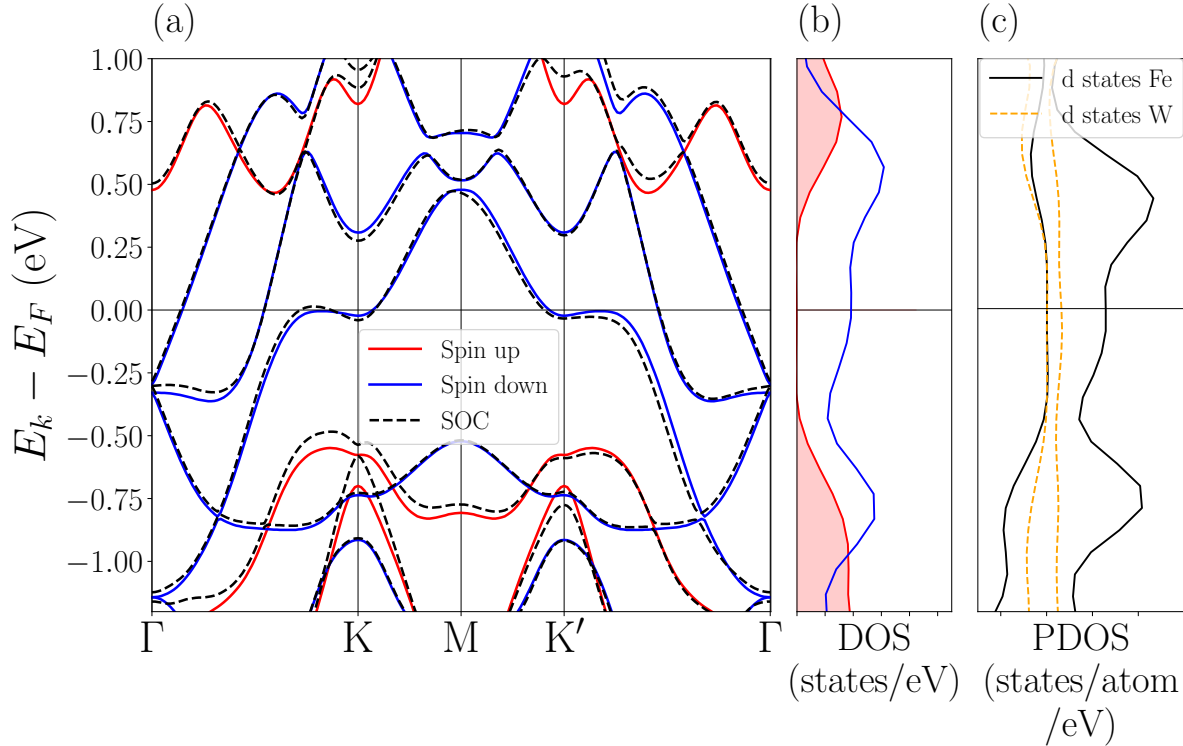 (a)
(b)
(c)
E_k − E_F (eV)
1.00
0.75
0.50
0.25
0.00
−0.25
−0.50
−0.75
−1.00
Spin up
Spin down
SOC
Γ K M K′ Γ
d states Fe
d states W
DOS
(states/eV)
PDOS
(states/atom
/eV)